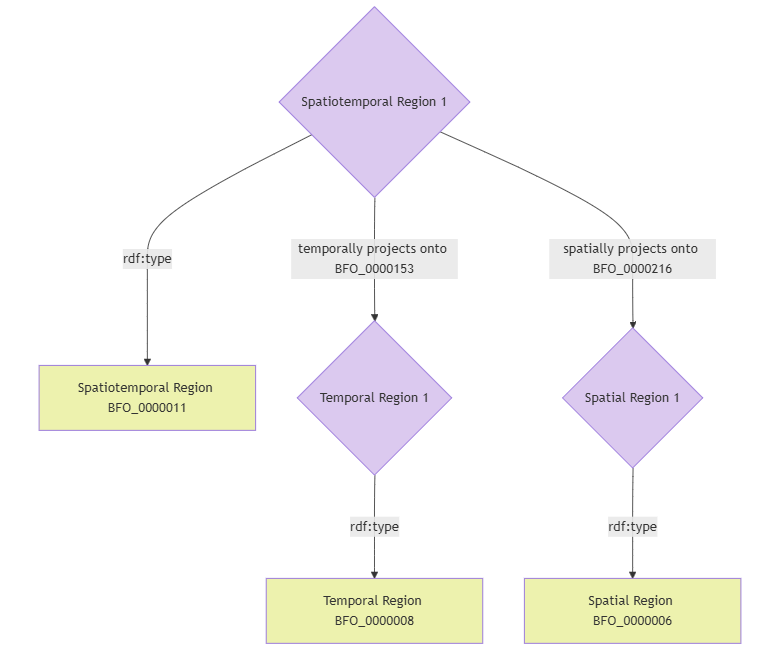 Spatiotemporal Region 1
rdf:type
temporally projects onto
BFO_0000153
spatially projects onto
BFO_0000216
Spatiotemporal Region
BFO_0000011
Temporal Region 1
Spatial Region 1
rdf:type
rdf:type
Temporal Region
BFO_0000008
Spatial Region
BFO_0000006